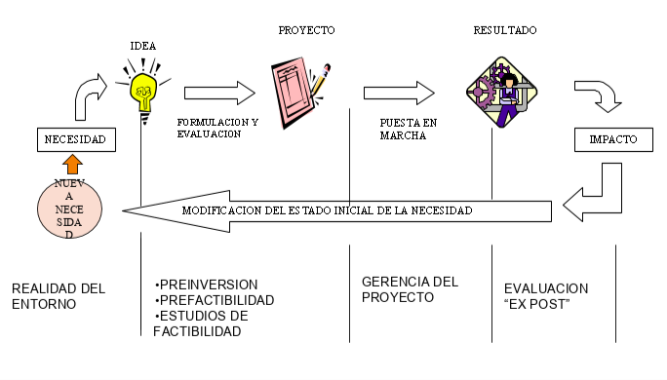 PROYECTO
RESULTADO
IDEA
FORMULACION Y
EVALUACION
PUESTA EN
MARCHA
NECESIDAD
IMPACTO
NUEV
A
NECE
SIDA
D
MODIFICACION DEL ESTADO INICIAL DE LA NECESIDAD
REALIDAD DEL
ENTORNO
•PREINVERSION
•PREFACTIBILIDAD
•ESTUDIOS DE
FACTIBILIDAD
GERENCIA DEL
PROYECTO
EVALUACION
“EX POST”